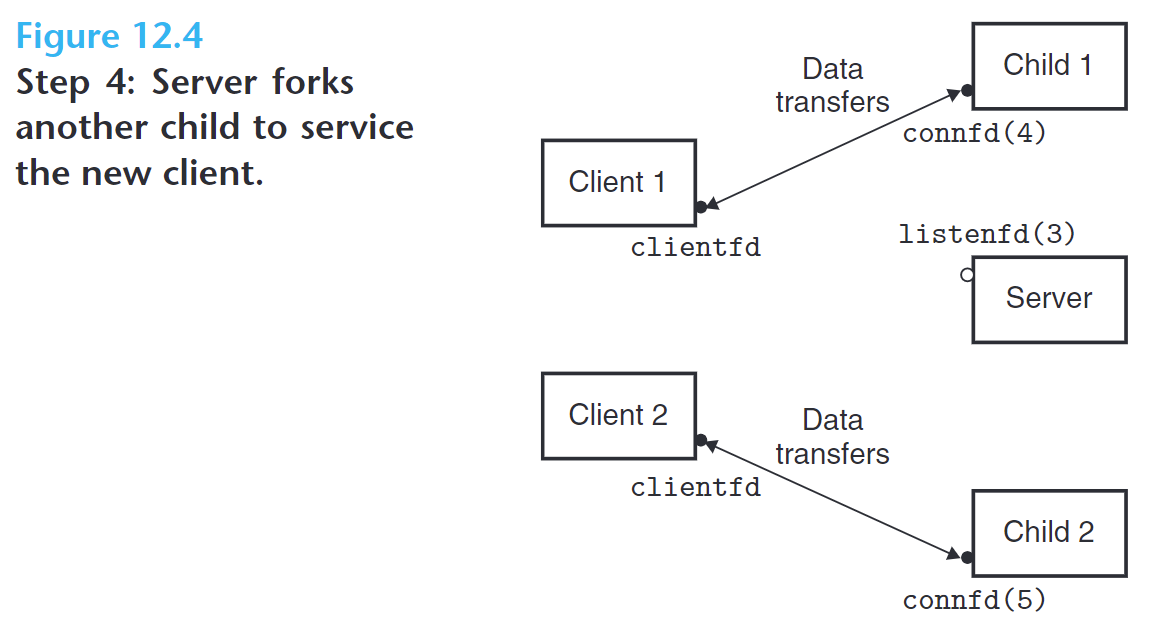 Figure 12.4
Step 4: Server forks
another child to service
the new client.
Data
transfers
Child 1
connfd(4)
Client 1
clientfd
listenfd(3)
Server
Client 2
clientfd
Data
transfers
Child 2
connfd(5)